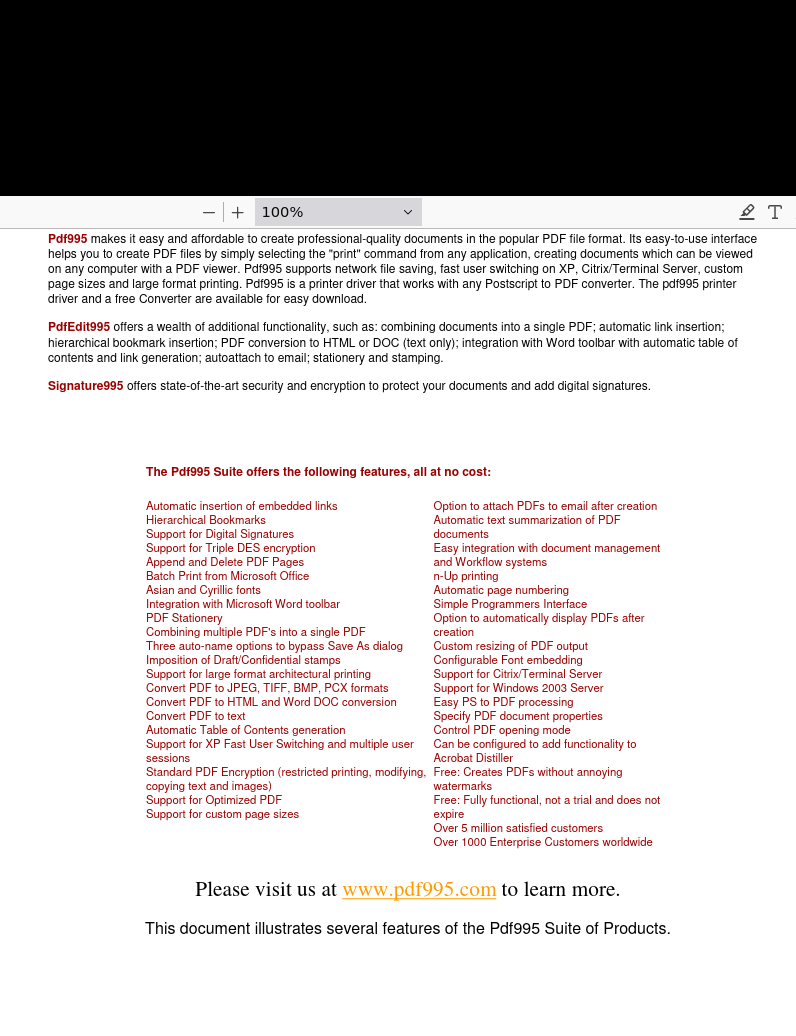 100%
Pdf995 makes it easy and affordable to create professional-quality documents in the popular PDF file format. Its easy-to-use interface
helps you to create PDF files by simply selecting the "print" command from any application, creating documents which can be viewed
on any computer with a PDF viewer. Pdf995 supports network file saving, fast user switching on XP, Citrix/Terminal Server, custom
page sizes and large format printing. Pdf995 is a printer driver that works with any Postscript to PDF converter. The pdf995 printer
driver and a free Converter are available for easy download.
PdfEdit995 offers a wealth of additional functionality, such as: combining documents into a single PDF; automatic link insertion;
hierarchical bookmark insertion; PDF conversion to HTML or DOC (text only); integration with Word toolbar with automatic table of
contents and link generation; autoattach to email; stationery and stamping.
Signature995 offers state-of-the-art security and encryption to protect your documents and add digital signatures.
The Pdf995 Suite offers the following features, all at no cost:
Automatic insertion of embedded links
Hierarchical Bookmarks
Support for Digital Signatures
Support for Triple DES encryption
Append and Delete PDF Pages
Batch Print from Microsoft Office
Asian and Cyrillic fonts
Integration with Microsoft Word toolbar
PDF Stationery
Combining multiple PDF's into a single PDF
Three auto-name options to bypass Save As dialog
Imposition of Draft/Confidential stamps
Support for large format architectural printing
Convert PDF to JPEG, TIFF, BMP, PCX formats
Convert PDF to HTML and Word DOC conversion
Convert PDF to text
Automatic Table of Contents generation
Support for XP Fast User Switching and multiple user
sessions
Standard PDF Encryption (restricted printing, modifying,
copying text and images)
Support for Optimized PDF
Support for custom page sizes
Option to attach PDFs to email after creation
Automatic text summarization of PDF
documents
Easy integration with document management
and Workflow systems
n-Up printing
Automatic page numbering
Simple Programmers Interface
Option to automatically display PDFs after
creation
Custom resizing of PDF output
Configurable Font embedding
Support for Citrix/Terminal Server
Support for Windows 2003 Server
Easy PS to PDF processing
Specify PDF document properties
Control PDF opening mode
Can be configured to add functionality to
Acrobat Distiller
Free: Creates PDFs without annoying
watermarks
Free: Fully functional, not a trial and does not
expire
Over 5 million satisfied customers
Over 1000 Enterprise Customers worldwide
Please visit us at www.pdf995.com to learn more.
This document illustrates several features of the Pdf995 Suite of Products.